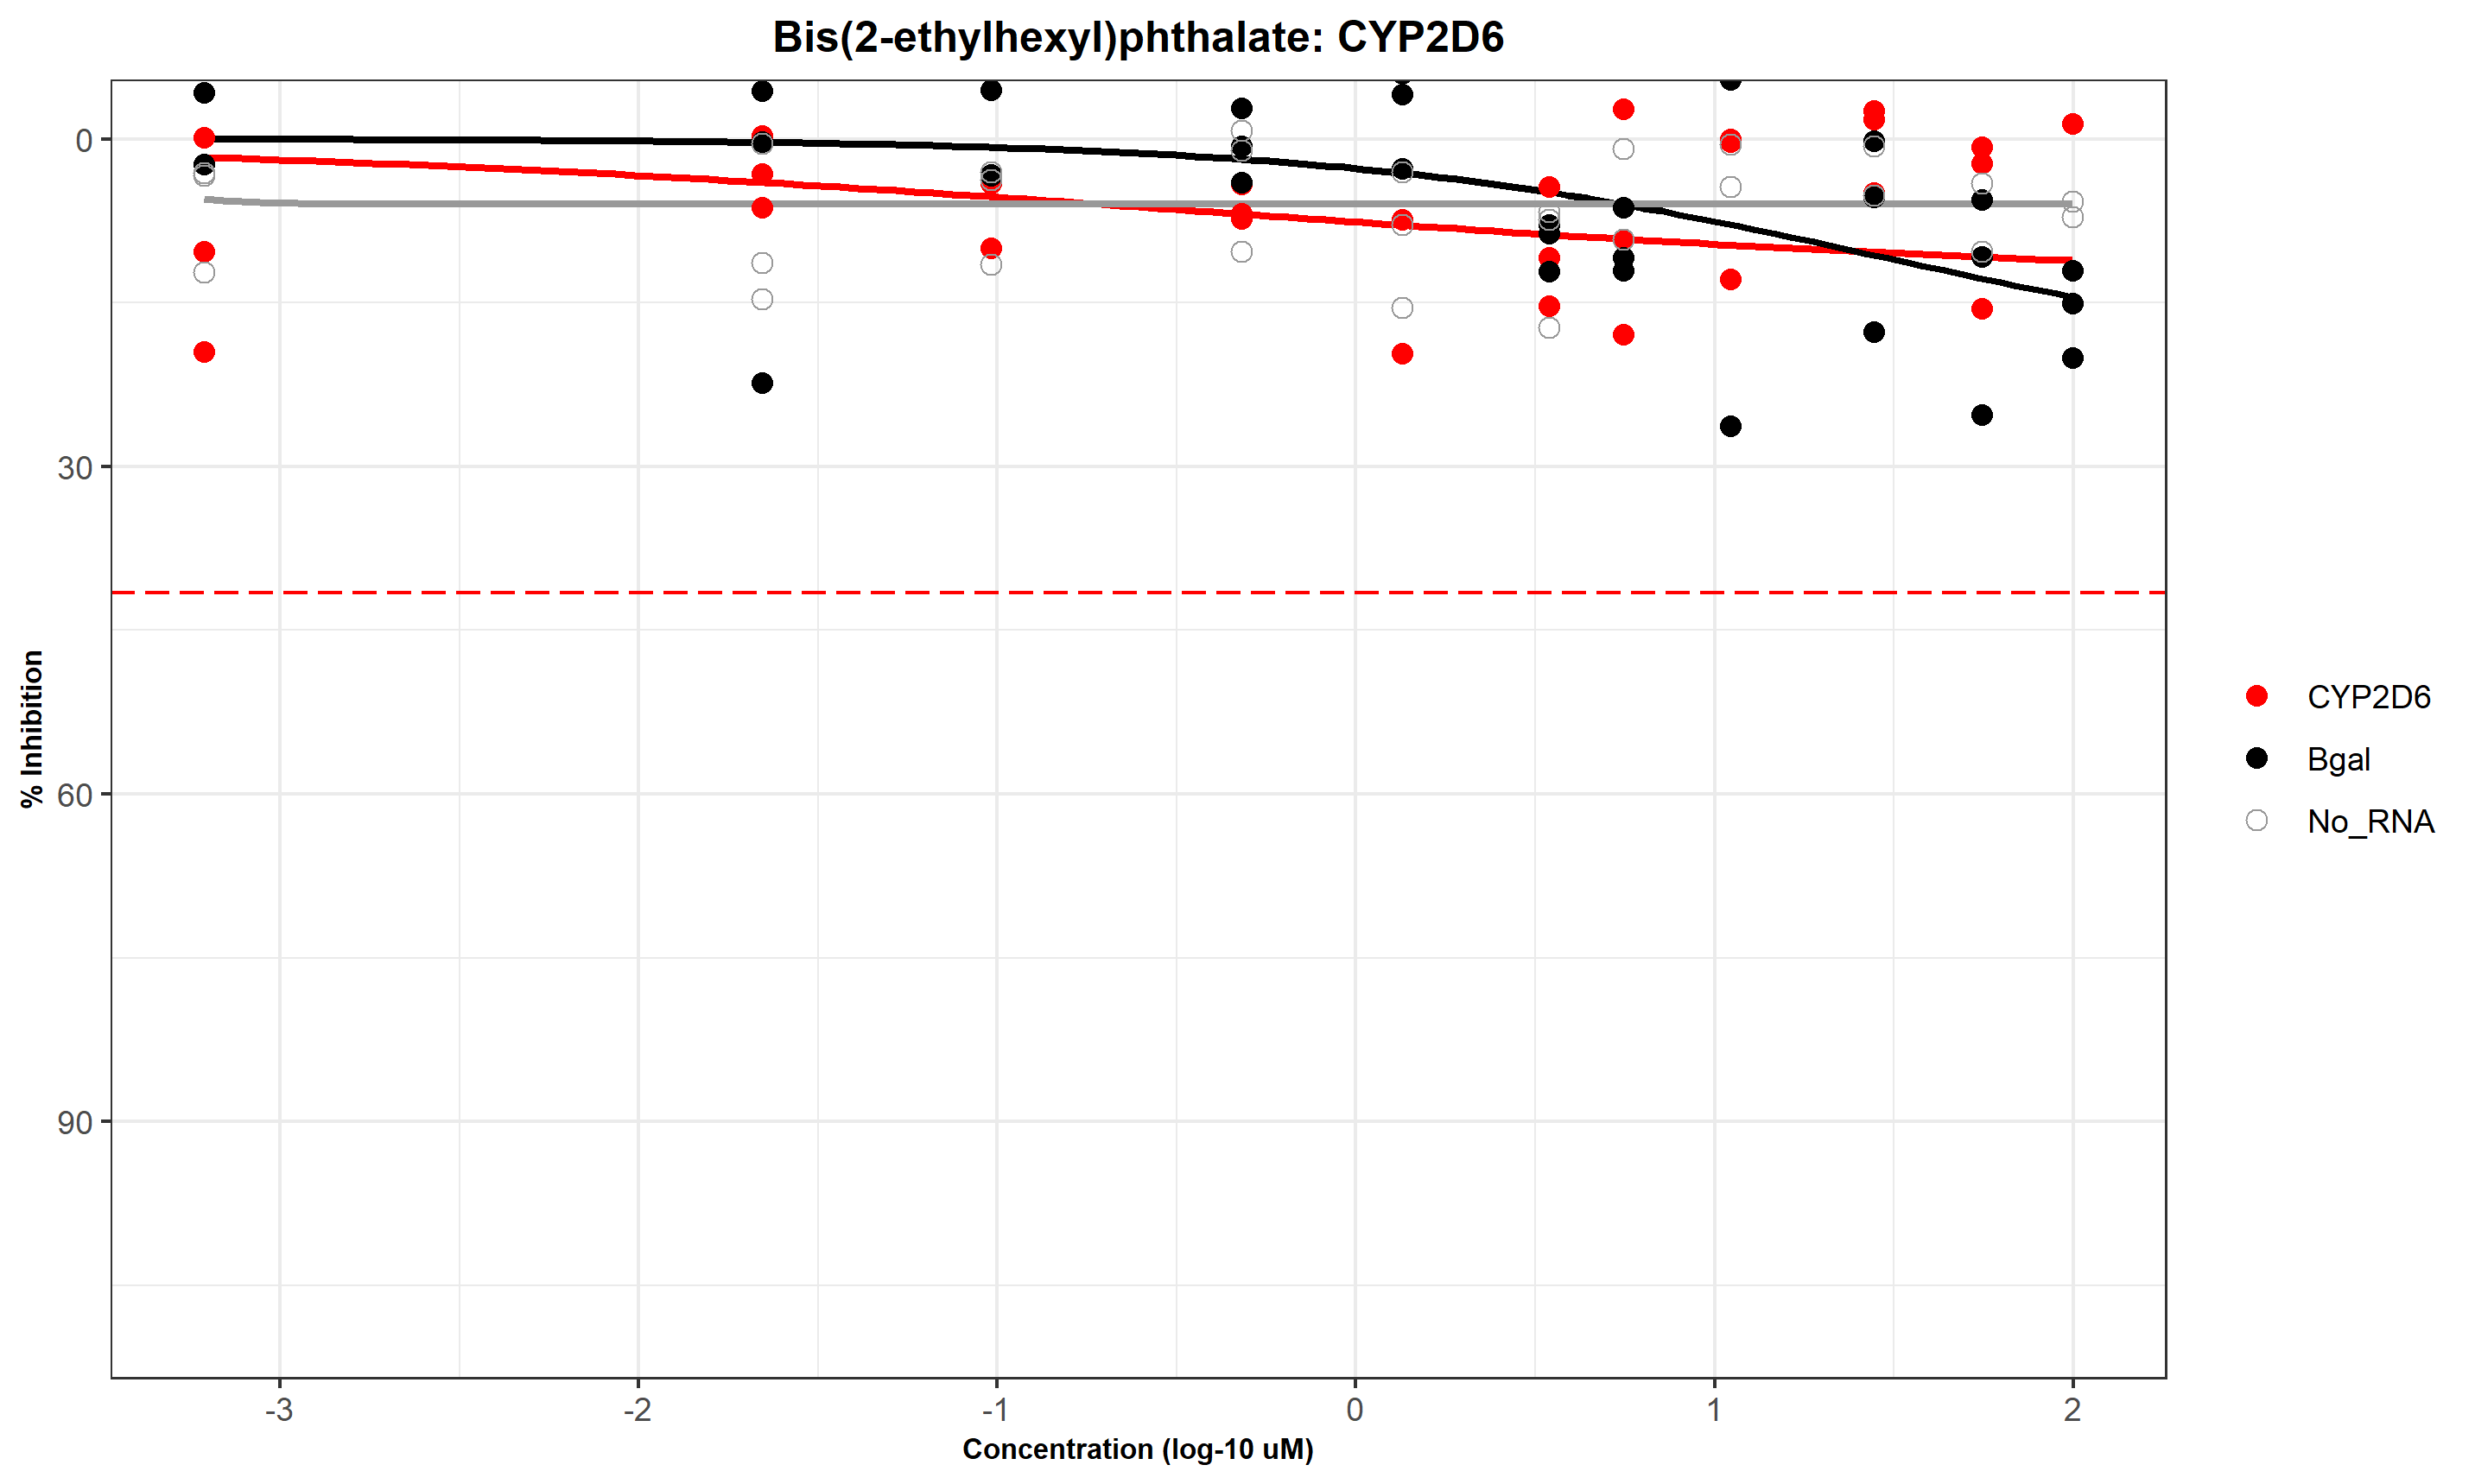 Bis(2-ethylhexyl)phthalate: CYP2D6
0
30
60
90
% Inhibition
-3
-2
-1
0
1
2
Concentration (log-10 uM)
CYP2D6
Bgal
No_RNA